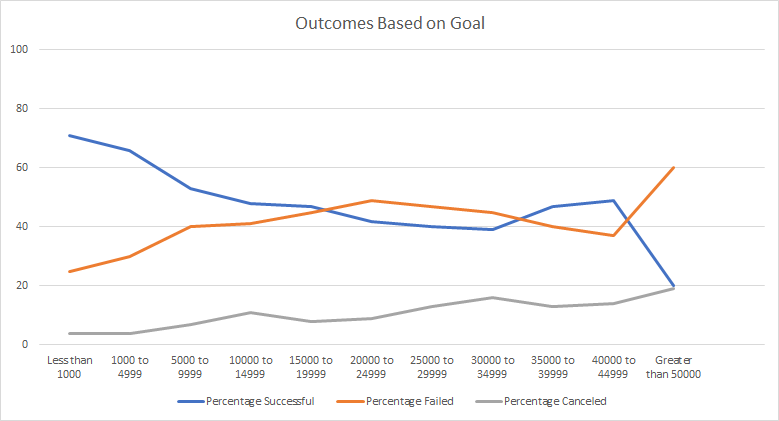 Outcomes Based on Goal
100
80
60
40
20
0
Less than 1000
1000 to 4999
5000 to 9999
10000 to 14999
15000 to 19999
20000 to 24999
25000 to 29999
30000 to 34999
35000 to 39999
40000 to 44999
Greater than 50000
Percentage Successful
Percentage Failed
Percentage Canceled